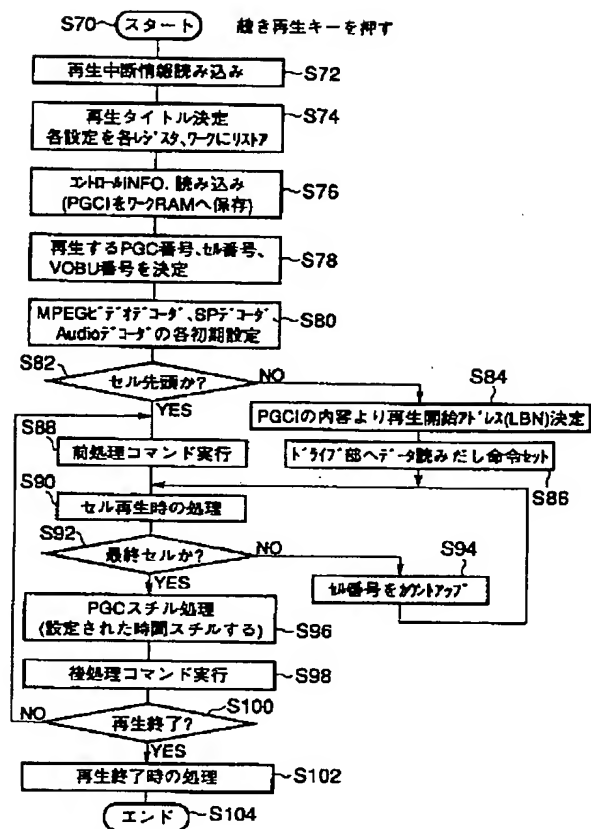 S70 スタート 続き再生キーを押す
再生中断情報読み込み S72
再生タイトル決定
各設定を各レジスタ、ワークにリストア
S74
コントロールINFO. 読み込み
(PGCIをワークRAMへ保存)
S76
再生するPGC番号、セル番号、
VOBU番号を決定
S78
MPEGビデオデコーダ、SPデコーダ
Audioデコーダの各初期設定
S80
S82
セル先頭か?
NO
YES
S84
PGCIの内容より再生開始アドレス(LBN)決定
ドライブ部へデータ読みだし命令セット
S86
S88
前処理コマンド実行
S90
セル再生時の処理
S92
最終セルか?
NO
YES
S94
セル番号をカウントアップ
PGCスチル処理
(設定された時間スチルする)
S96
後処理コマンド実行 S98
S100
再生終了?
NO
YES
再生終了時の処理 S102
エンド S104